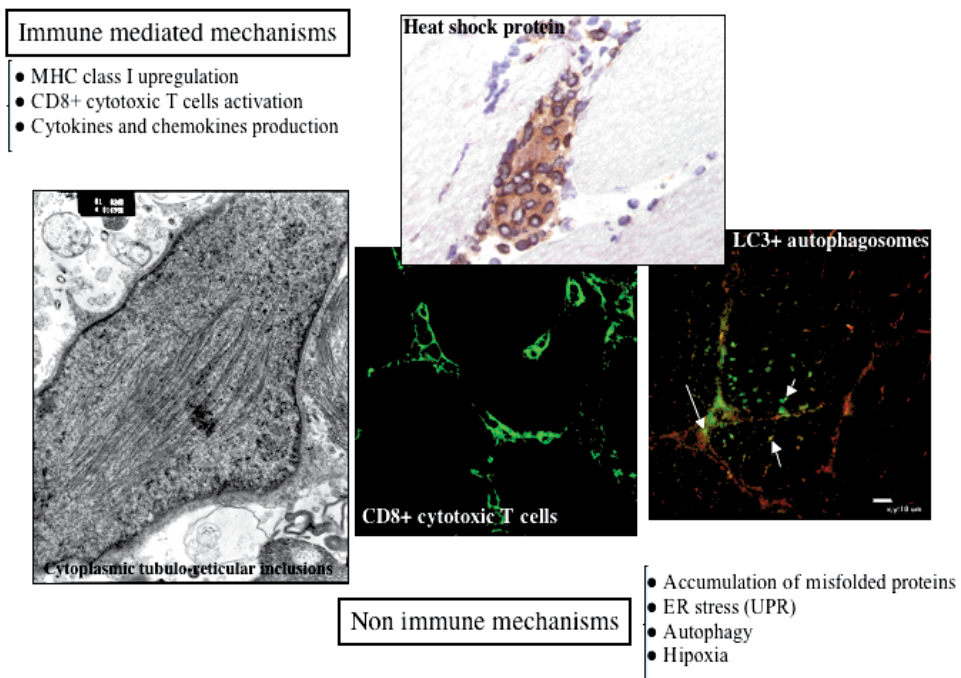 Immune mediated mechanisms
● MHC class I upregulation
● CD8+ cytotoxic T cells activation
● Cytokines and chemokines production
Heat shock protein
LC3+ autophagosomes
CD8+ cytotoxic T cells
Cytoplasmic tubulo-reticular inclusions
Non immune mechanisms
● Accumulation of misfolded proteins
● ER stress (UPR)
● Autophagy
● Hipoxia